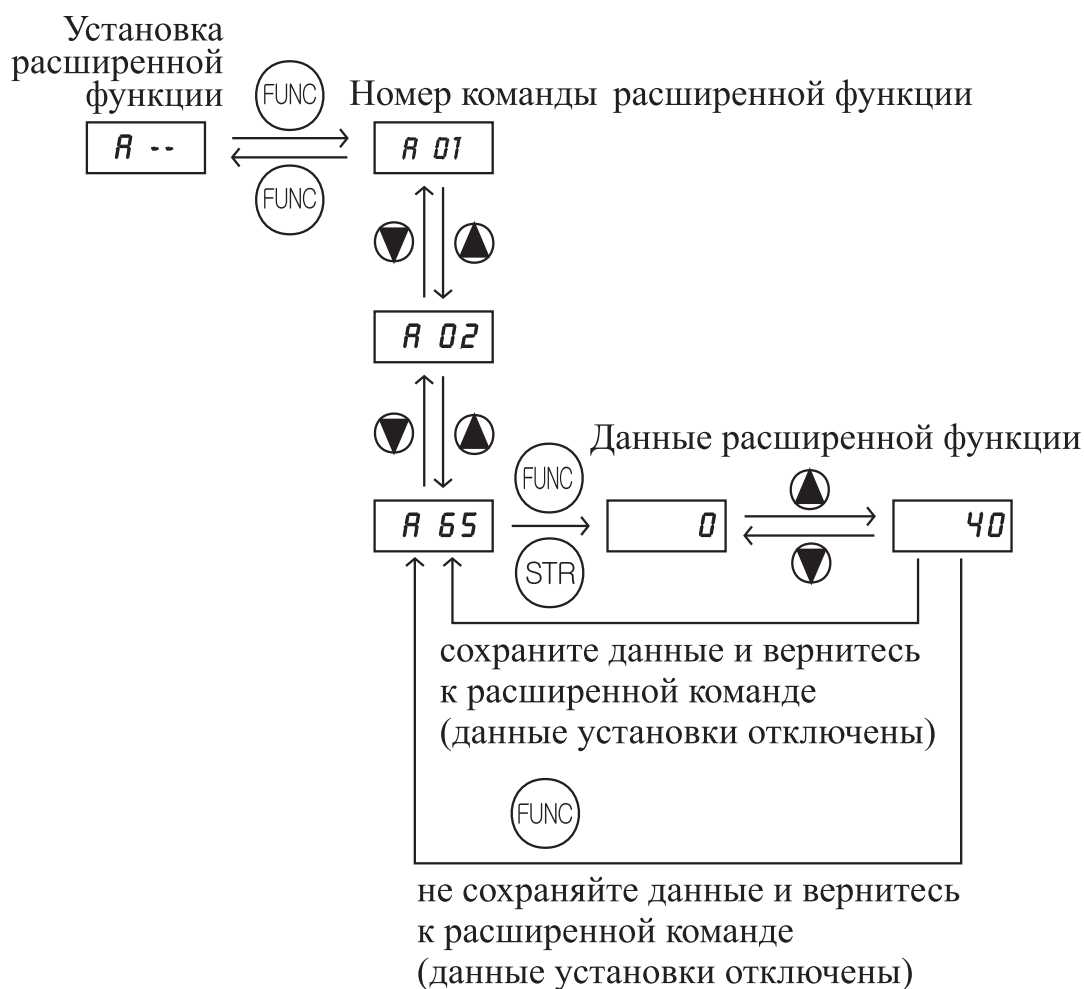 Установка
расширенной
функции
FUNC
Номер команды расширенной функции
A --
A 01
FUNC
A 02
Данные расширенной функции
FUNC
A 65
0
40
STR
сохраните данные и вернитесь
к расширенной команде
(данные установки отключены)
FUNC
не сохраняйте данные и вернитесь
к расширенной команде
(данные установки отключены)